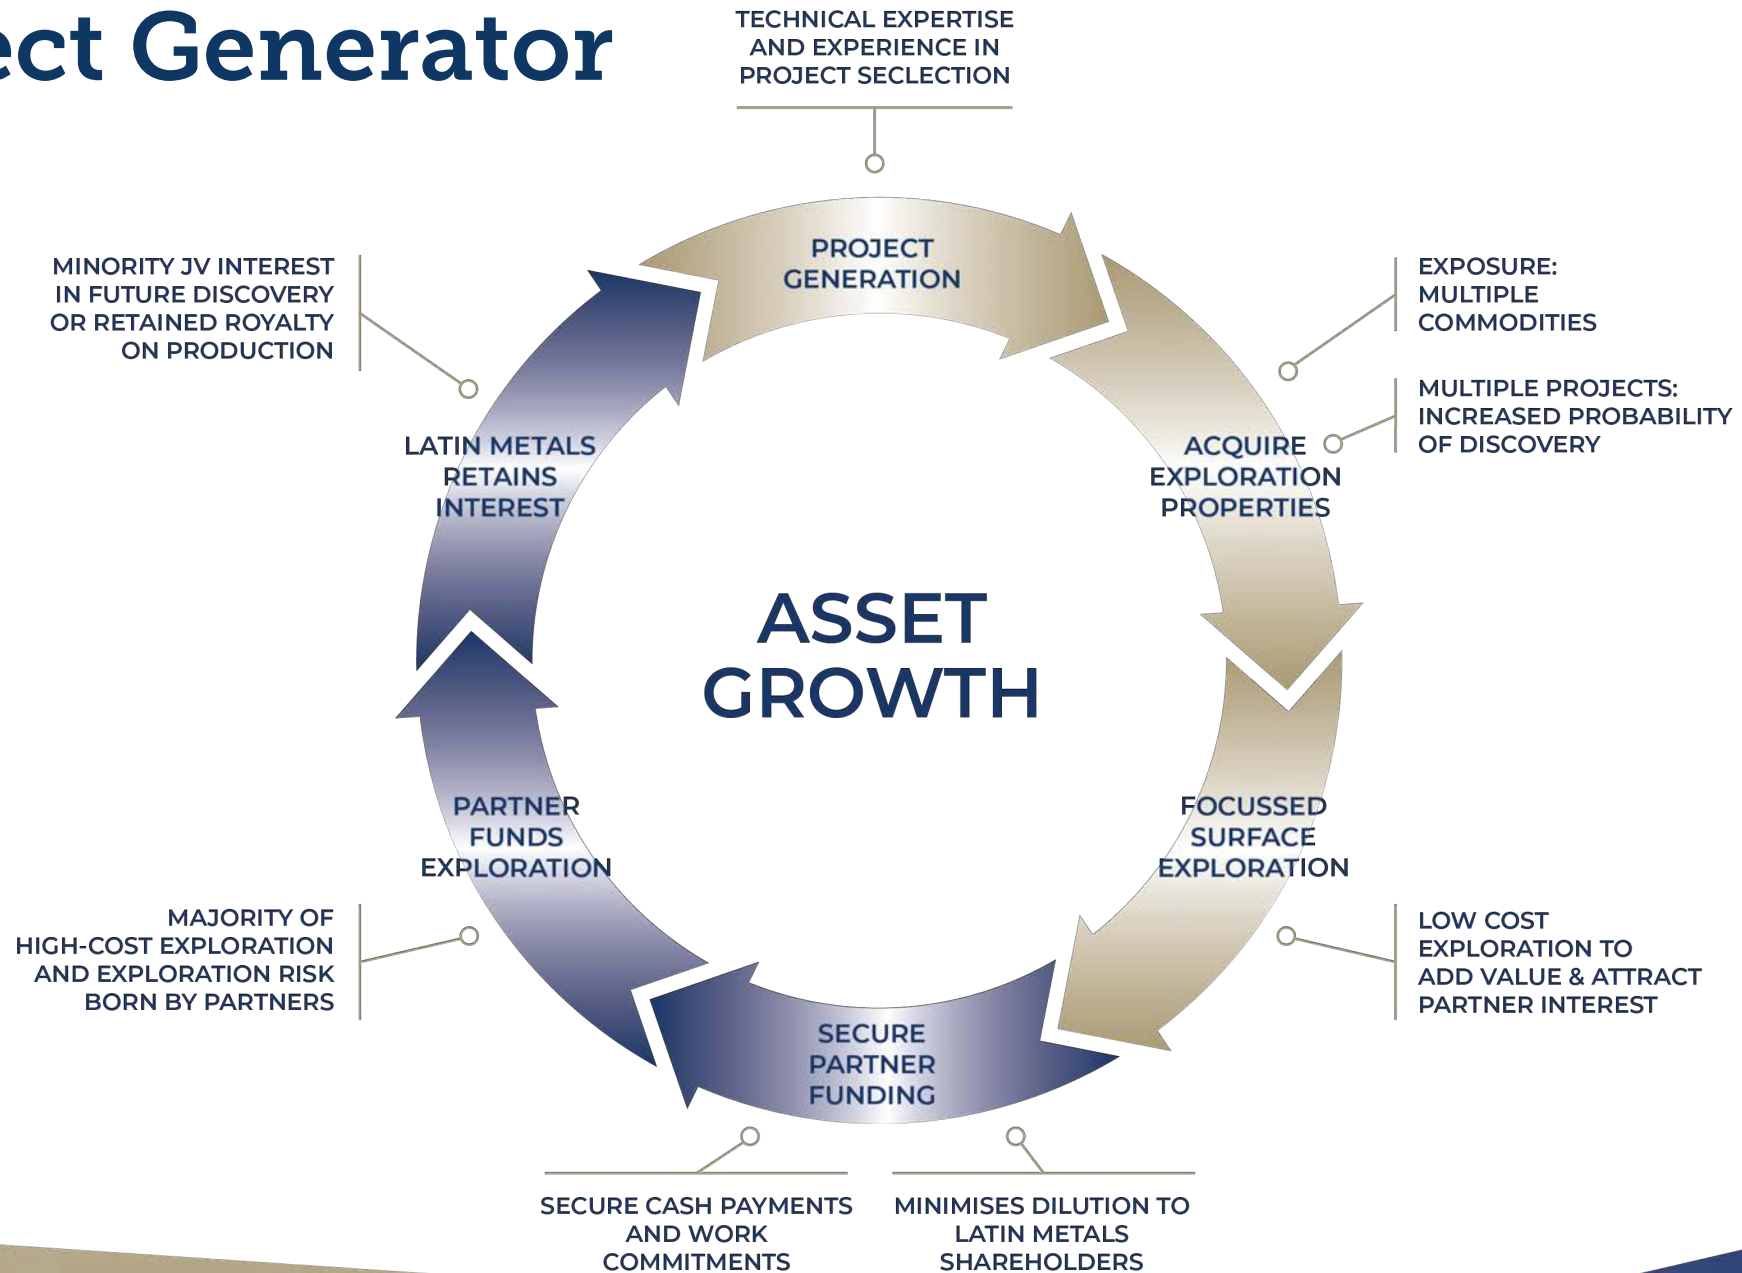 ect Generator
TECHNICAL EXPERTISE
AND EXPERIENCE IN
PROJECT SECLECTION
PROJECT
GENERATION
EXPOSURE:
MULTIPLE
COMMODITIES
MULTIPLE PROJECTS:
INCREASED PROBABILITY
OF DISCOVERY
ACQUIRE
EXPLORATION
PROPERTIES
FOCUSSED
SURFACE
EXPLORATION
LOW COST
EXPLORATION TO
ADD VALUE & ATTRACT
PARTNER INTEREST
SECURE
PARTNER
FUNDING
MINIMISES DILUTION TO
LATIN METALS
SHAREHOLDERS
SECURE CASH PAYMENTS
AND WORK
COMMITMENTS
PARTNER
FUNDS
EXPLORATION
MAJORITY OF
HIGH-COST EXPLORATION
AND EXPLORATION RISK
BORN BY PARTNERS
LATIN METALS
RETAINS
INTEREST
MINORITY JV INTEREST
IN FUTURE DISCOVERY
OR RETAINED ROYALTY
ON PRODUCTION
ASSET
GROWTH